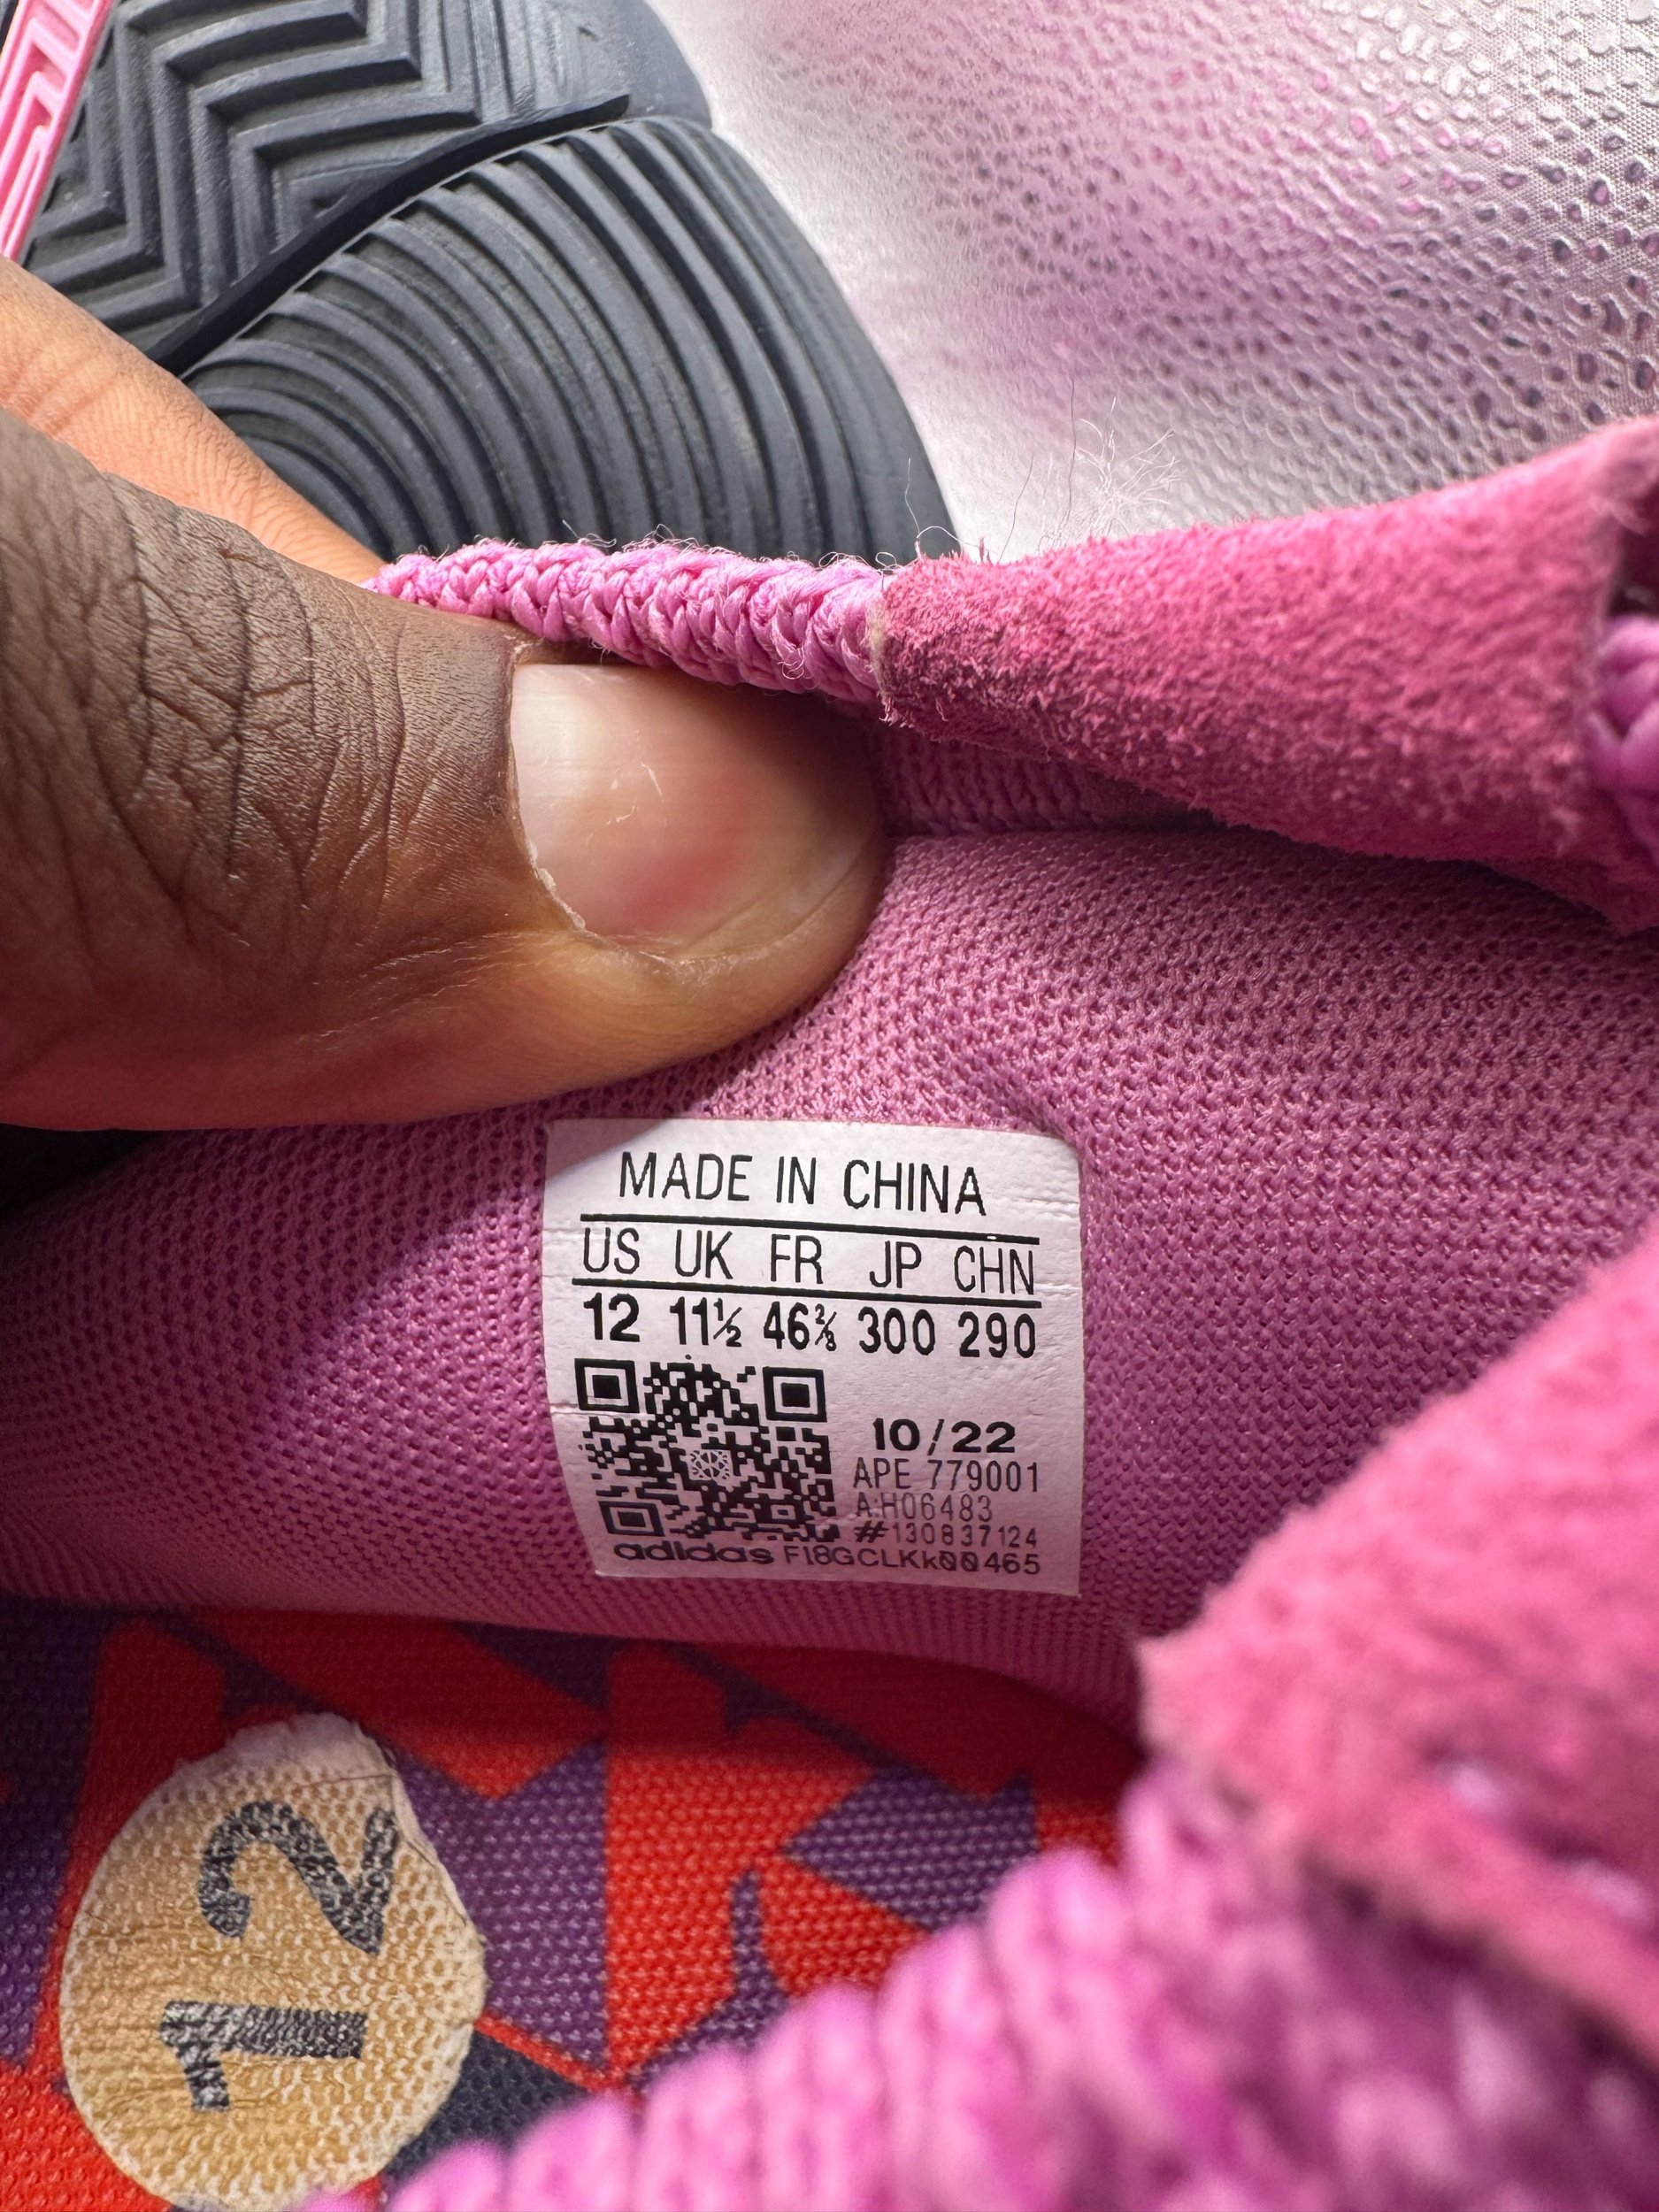 MADE IN CHINA
US UK FR JP CHN
12 11½ 46⅔ 300 290
10/22
APE 779001
A:H06483
#130837124
adidas F18GCLKk00465
12